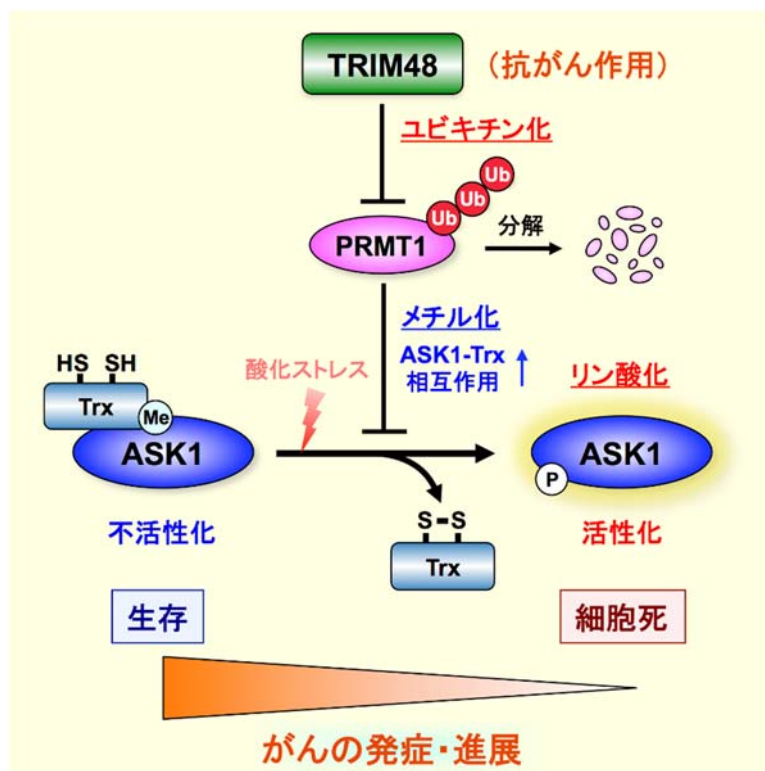 TRIM48 (抗がん作用)
ユビキチン化
Ub
Ub
Ub
PRMT1
分解
メチル化
ASK1-Trx
相互作用
酸化ストレス
HS SH
Trx
Me
ASK1
リン酸化
ASK1
P
不活性化
S-S
Trx
活性化
生存
細胞死
がんの発症・進展